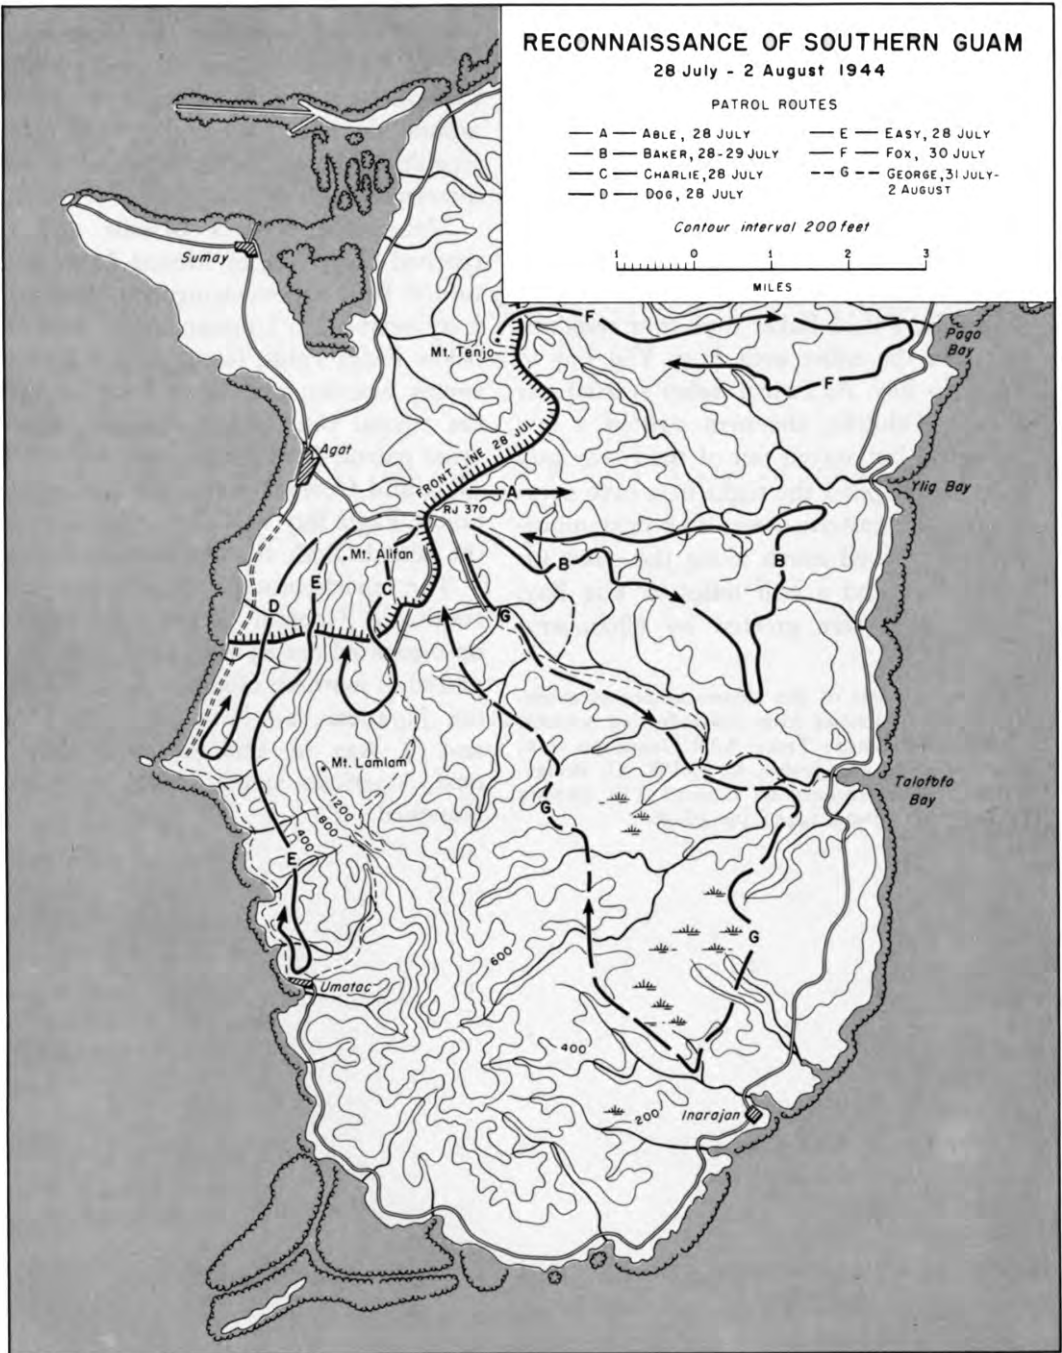 RECONNAISSANCE OF SOUTHERN GUAM
28 July - 2 August 1944
PATROL ROUTES
A ABLE, 28 JULY
B BAKER, 28-29 JULY
C CHARLIE, 28 JULY
D DOG, 28 JULY
E EASY, 28 JULY
F FOX, 30 JULY
G GEORGE, 31 JULY-
2 AUGUST
Contour interval 200 feet
1 0 1 2 3
MILES
Sumay
F
Pago
Bay
Mt. Tenjo
F
Agat
FRONT LINE 28 JUL
Ylig Bay
A
RJ 370
Mt. Alifan
B
B
E
C
D
G
Mt. Lamlam
Talofofo
Bay
1200
800
400
G
E
G
600
Umatac
400
200
Inarajan